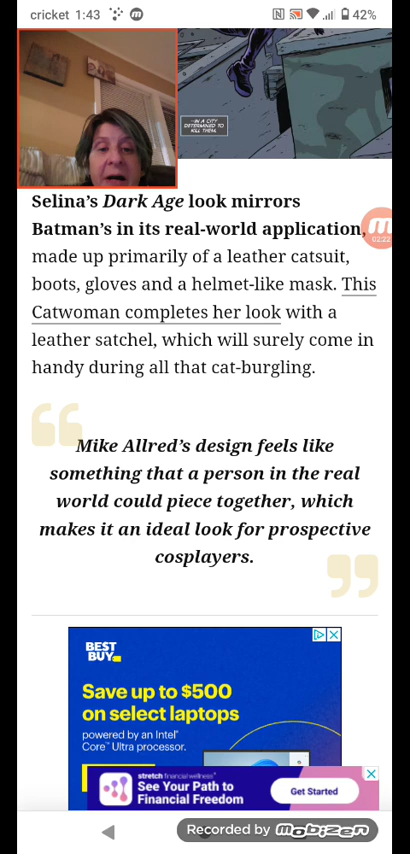 cricket 1:43 42%
—IN A CITY
DETERMINED TO
KILL THEM.
Selina's Dark Age look mirrors
Batman's in its real-world application,
02:22
made up primarily of a leather catsuit,
boots, gloves and a helmet-like mask. This
Catwoman completes her look with a
leather satchel, which will surely come in
handy during all that cat-burgling.
Mike Allred's design feels like
something that a person in the real
world could piece together, which
makes it an ideal look for prospective
cosplayers.
BEST
BUY
Save up to $500
on select laptops
powered by an Intel®
Core™ Ultra processor.
stretch financial wellness
See Your Path to
Financial Freedom
Get Started
Recorded by mobizen